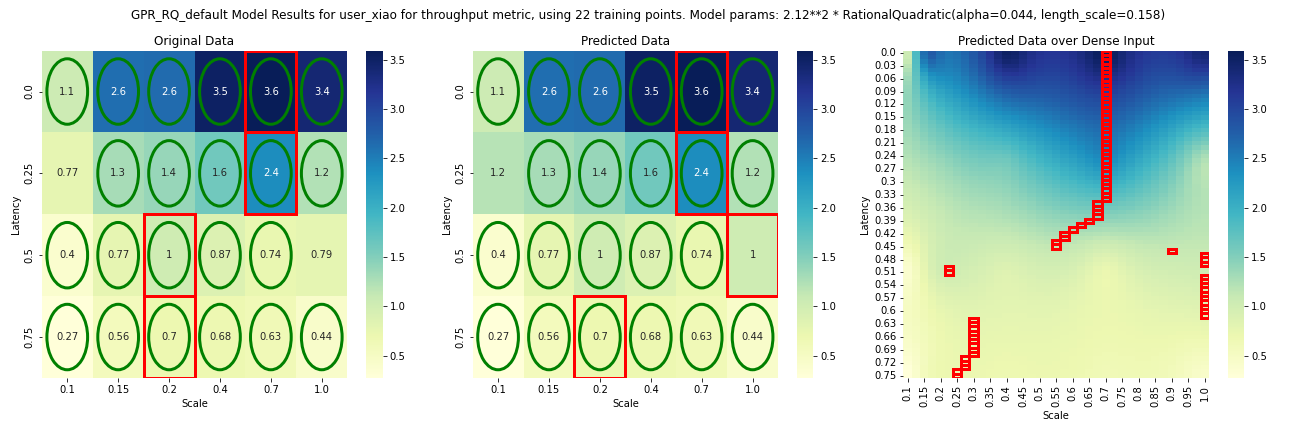 GPR_RQ_default Model Results for user_xiao for throughput metric, using 22 training points. Model params: 2.12**2 * RationalQuadratic(alpha=0.044, length_scale=0.158)
Original Data
Latency
0.0
0.25
0.5
0.75
1.1 2.6 2.6 3.5 3.6 3.4
0.77 1.3 1.4 1.6 2.4 1.2
0.4 0.77 1 0.87 0.74 0.79
0.27 0.56 0.7 0.68 0.63 0.44
0.1 0.15 0.2 0.4 0.7 1.0
Scale
3.5
3.0
2.5
2.0
1.5
1.0
0.5
Predicted Data
Latency
0.0
0.25
0.5
0.75
1.1 2.6 2.6 3.5 3.6 3.4
1.2 1.3 1.4 1.6 2.4 1.2
0.4 0.77 1 0.87 0.74 1
0.27 0.56 0.7 0.68 0.63 0.44
0.1 0.15 0.2 0.4 0.7 1.0
Scale
3.5
3.0
2.5
2.0
1.5
1.0
0.5
Predicted Data over Dense Input
Latency
0.0
0.03
0.06
0.09
0.12
0.15
0.18
0.21
0.24
0.27
0.3
0.33
0.36
0.39
0.42
0.45
0.48
0.51
0.54
0.57
0.6
0.63
0.66
0.69
0.72
0.75
0.1 0.15 0.2 0.25 0.3 0.35 0.4 0.45 0.5 0.55 0.6 0.65 0.7 0.75 0.8 0.85 0.9 0.95 1.0
Scale
3.5
3.0
2.5
2.0
1.5
1.0
0.5